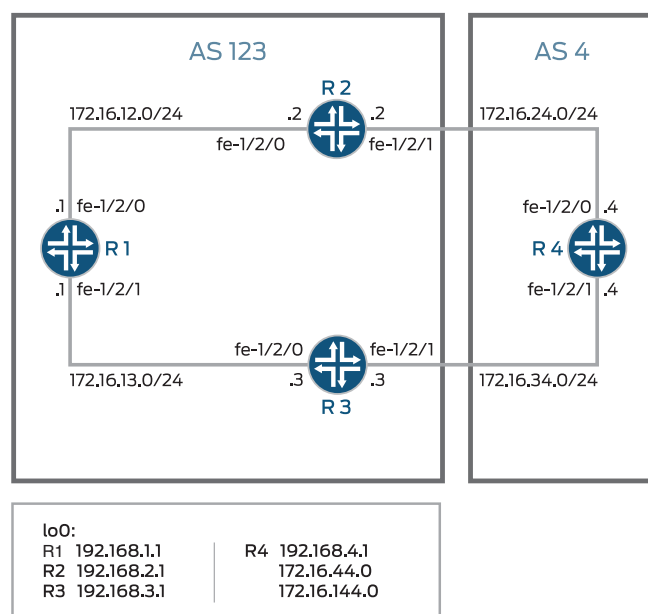 AS 123
AS 4
R 2
172.16.12.0/24
.2
.2
172.16.24.0/24
fe-1/2/0
fe-1/2/1
.1 fe-1/2/0
fe-1/2/0 .4
R 1
R 4
.1 fe-1/2/1
fe-1/2/1 .4
fe-1/2/0
fe-1/2/1
172.16.13.0/24
.3
.3
172.16.34.0/24
R 3
lo0:
R1 192.168.1.1
R4 192.168.4.1
R2 192.168.2.1
172.16.44.0
R3 192.168.3.1
172.16.144.0